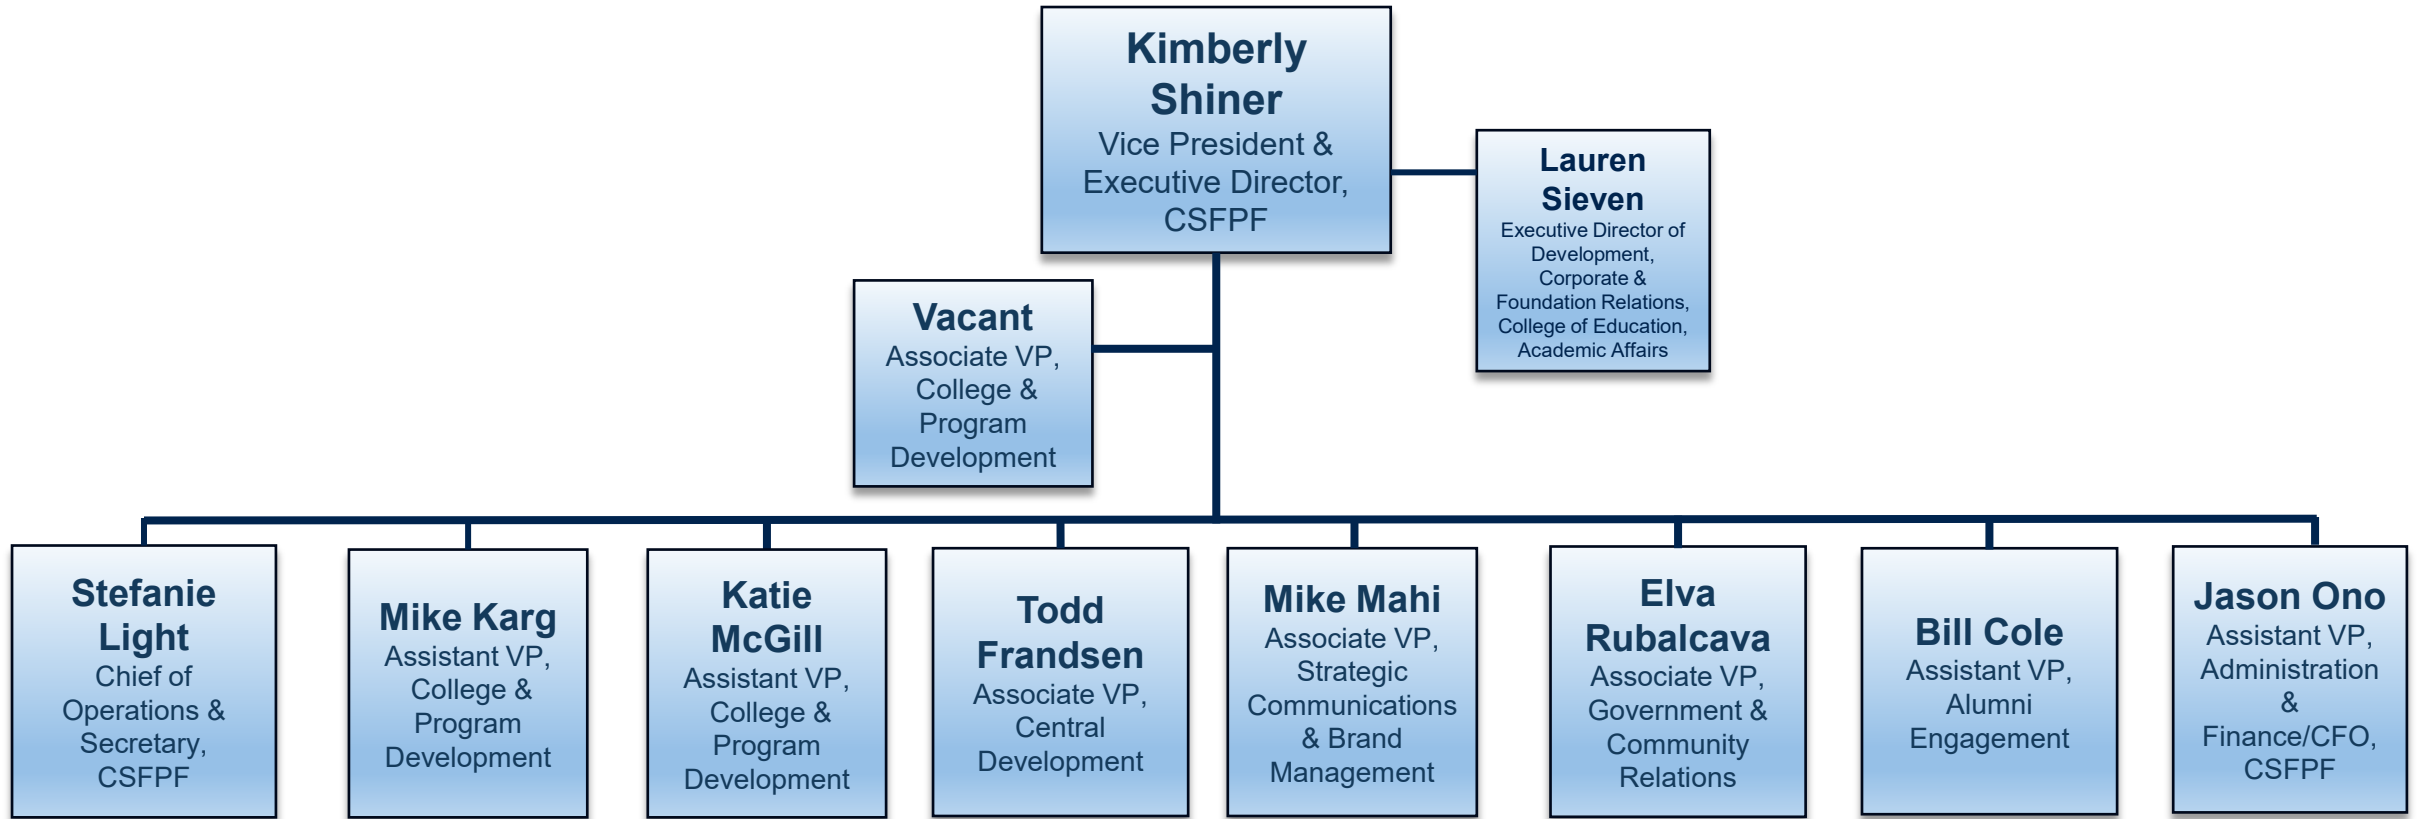 Kimberly
Shiner
Vice President &
Executive Director,
CSFPF
Lauren
Sieven
Executive Director of
Development,
Corporate &
Foundation Relations,
College of Education,
Academic Affairs
Vacant
Associate VP,
College &
Program
Development
Stefanie
Light
Chief of
Operations &
Secretary,
CSFPF
Mike Karg
Assistant VP,
College &
Program
Development
Katie
McGill
Assistant VP,
College &
Program
Development
Todd
Frandsen
Associate VP,
Central
Development
Mike Mahi
Associate VP,
Strategic
Communications
& Brand
Management
Elva
Rubalcava
Associate VP,
Government &
Community
Relations
Bill Cole
Assistant VP,
Alumni
Engagement
Jason Ono
Assistant VP,
Administration
&
Finance/CFO,
CSFPF